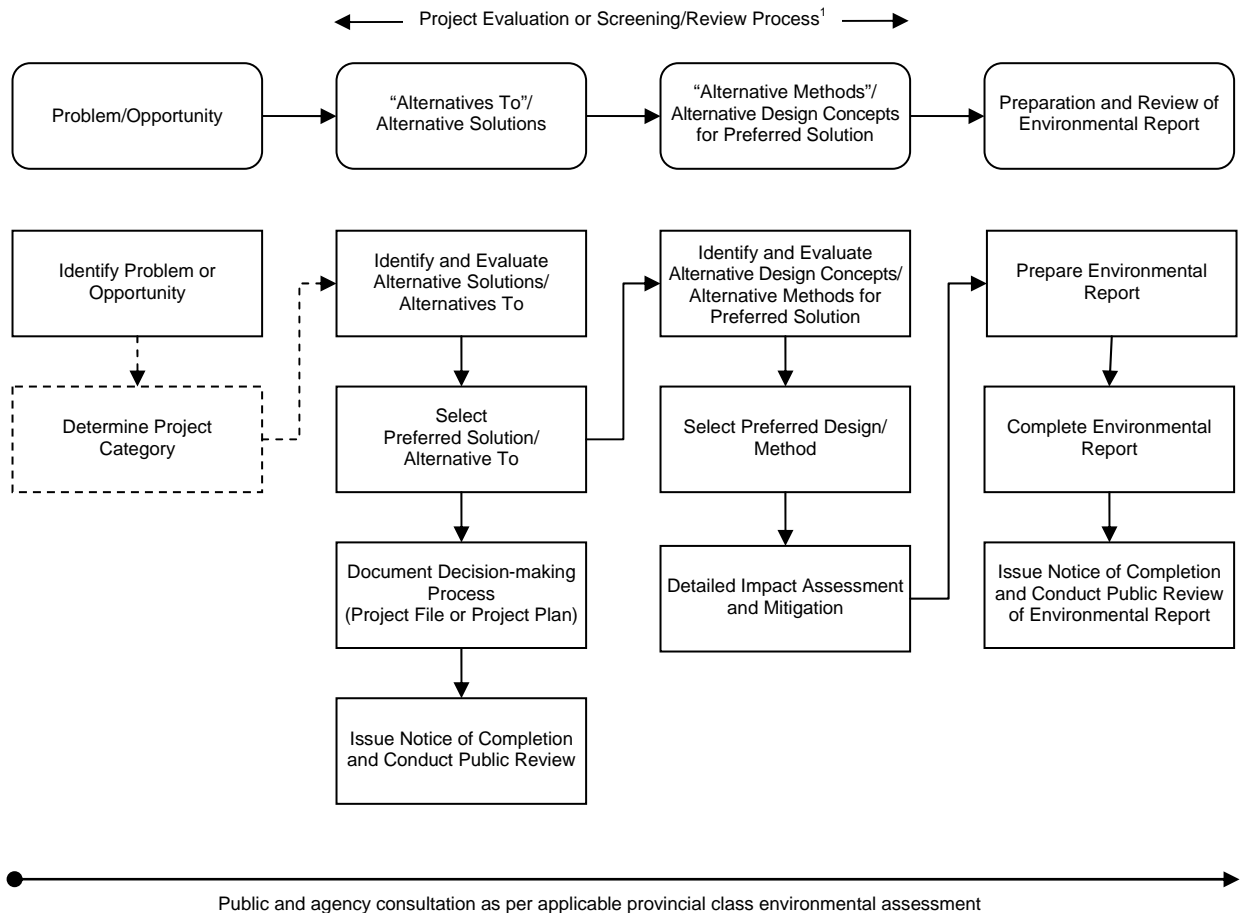 Project Evaluation or Screening/Review Process¹
Problem/Opportunity
“Alternatives To”/
Alternative Solutions
“Alternative Methods”/
Alternative Design Concepts
for Preferred Solution
Preparation and Review of
Environmental Report
Identify Problem or
Opportunity
Determine Project
Category
Identify and Evaluate
Alternative Solutions/
Alternatives To
Select
Preferred Solution/
Alternative To
Document Decision-making
Process
(Project File or Project Plan)
Issue Notice of Completion
and Conduct Public Review
Identify and Evaluate
Alternative Design Concepts/
Alternative Methods for
Preferred Solution
Select Preferred Design/
Method
Detailed Impact Assessment
and Mitigation
Prepare Environmental
Report
Complete Environmental
Report
Issue Notice of Completion
and Conduct Public Review
of Environmental Report
Public and agency consultation as per applicable provincial class environmental assessment